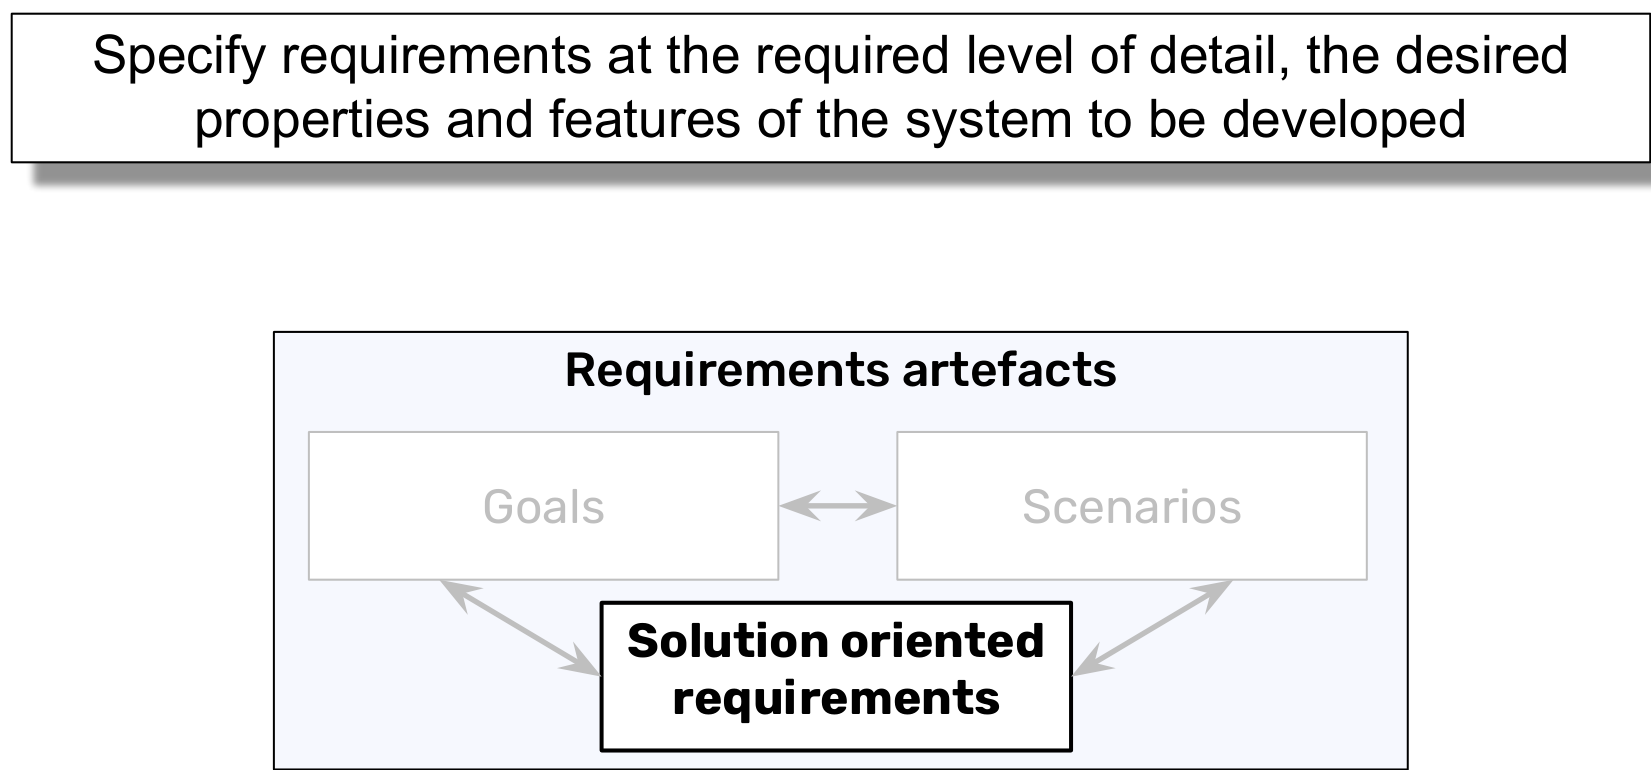 Specify requirements at the required level of detail, the desired
properties and features of the system to be developed
Requirements artefacts
Goals
Scenarios
Solution oriented
requirements